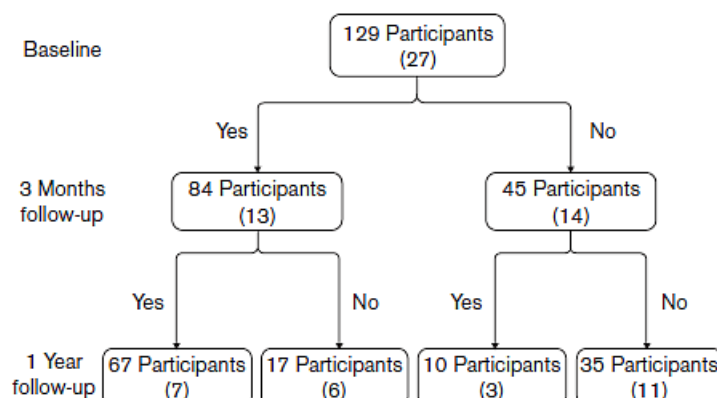 Baseline
129 Participants
(27)
Yes
No
3 Months
follow-up
84 Participants
(13)
45 Participants
(14)
Yes
No
Yes
No
1 Year
follow-up
67 Participants
(7)
17 Participants
(6)
10 Participants
(3)
35 Participants
(11)